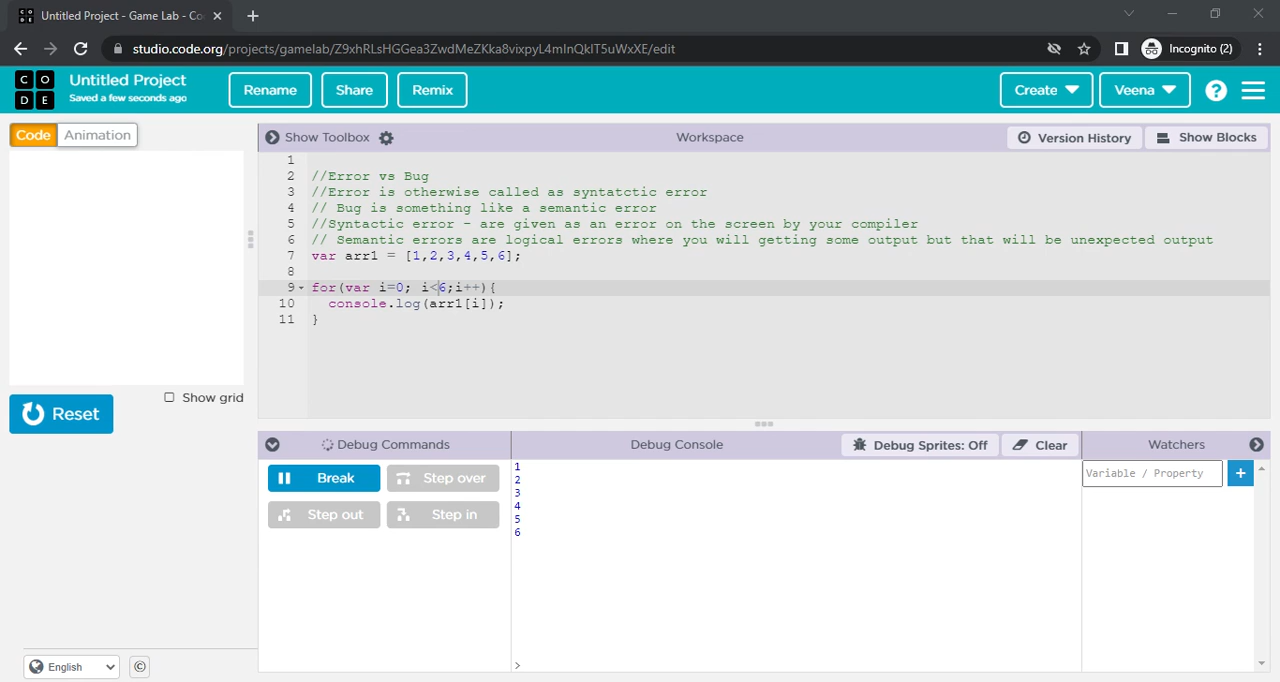 Untitled Project - Game Lab - Co
studio.code.org/projects/gamelab/Z9xhRLsHGGea3ZwdMeZKka8vixpyL4mlnQkIT5uWxXE/edit
Incognito (2)
C O D E
Untitled Project
Saved a few seconds ago
Rename
Share
Remix
Create
Veena
?
Code
Animation
Show Toolbox
Workspace
Version History
Show Blocks
1
2 //Error vs Bug
3 //Error is otherwise called as syntatctic error
4 // Bug is something like a semantic error
5 //Syntactic error - are given as an error on the screen by your compiler
6 // Semantic errors are logical errors where you will getting some output but that will be unexpected output
7 var arr1 = [1,2,3,4,5,6];
8
9 for(var i=0; i<6;i++){
10 console.log(arr1[i]);
11 }
Show grid
Reset
Debug Commands
Debug Console
Debug Sprites: Off
Clear
Watchers
Break
Step over
Step out
Step in
1
2
3
4
5
6
>
Variable / Property
+
English
©